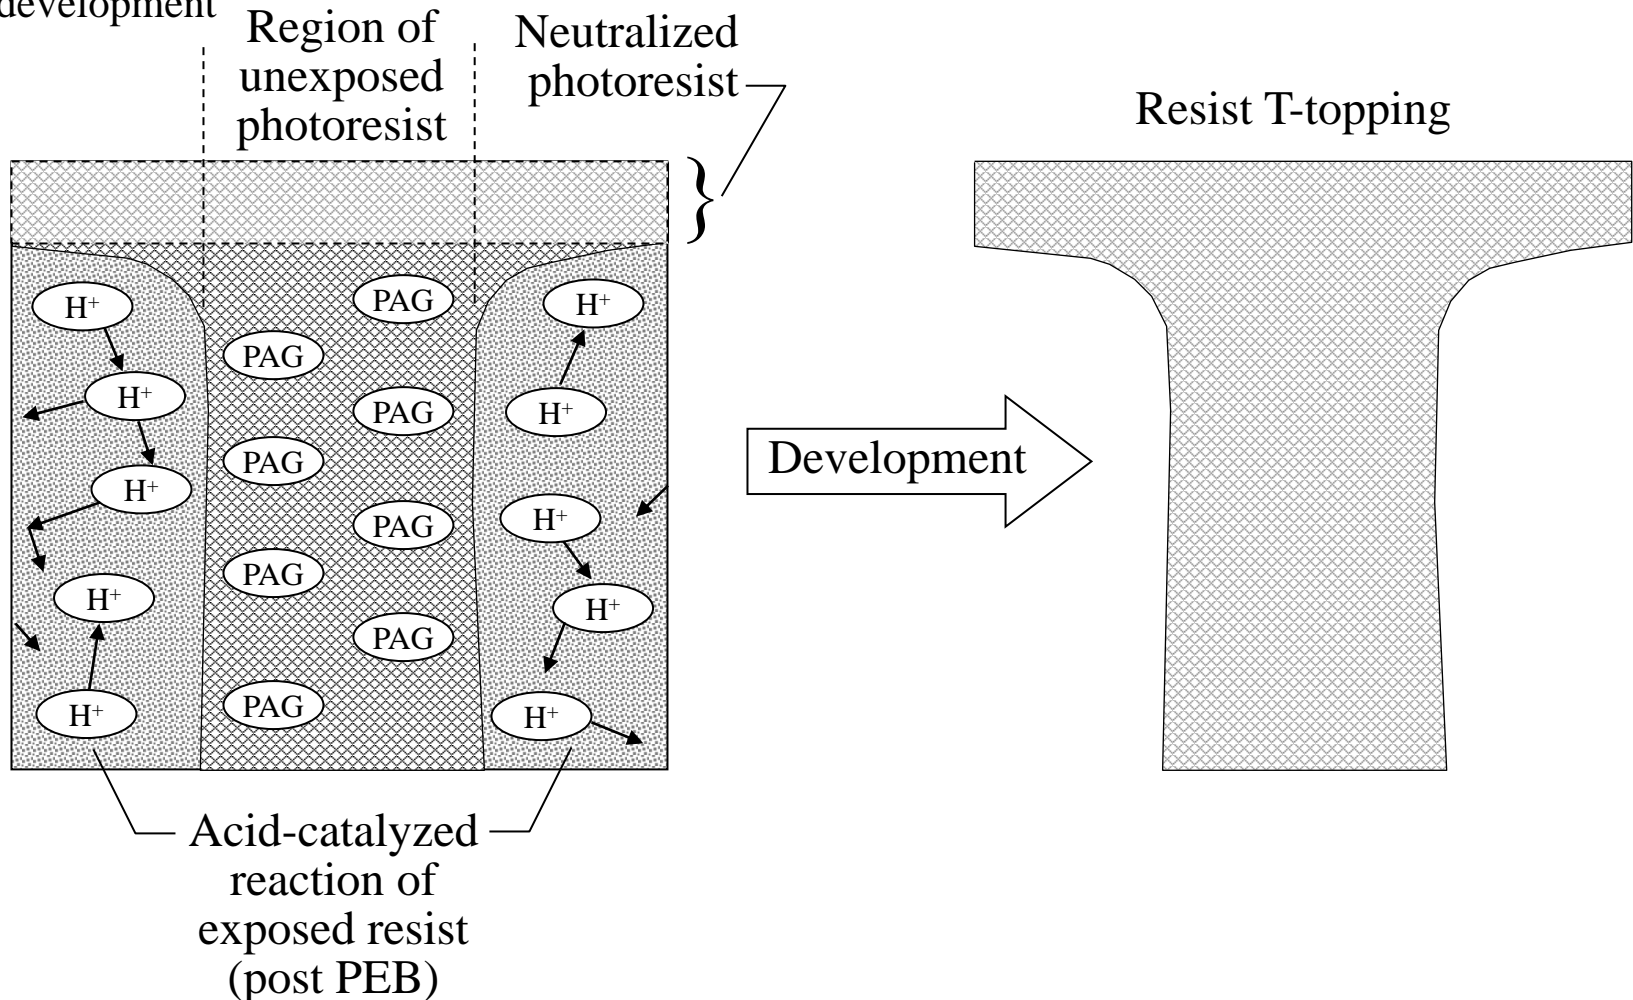 development
Region of
unexposed
photoresist
Neutralized
photoresist
Resist T-topping
}
H+
PAG
H+
PAG
H+
PAG
H+
PAG
H+
H+
PAG
H+
PAG
PAG
H+
H+
PAG
H+
PAG
H+
Development
Acid-catalyzed
reaction of
exposed resist
(post PEB)